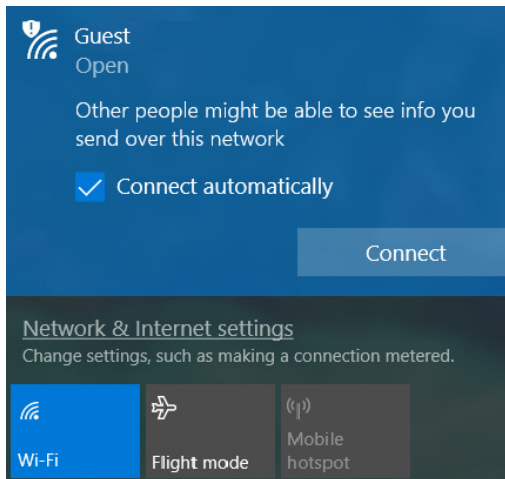 Guest
Open
Other people might be able to see info you
send over this network
Connect automatically
Connect
Network & Internet settings
Change settings, such as making a connection metered.
Wi-Fi
Flight mode
Mobile
hotspot